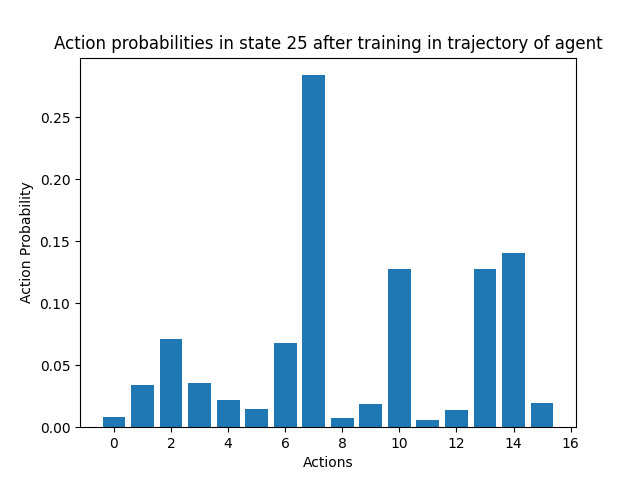 Action probabilities in state 25 after training in trajectory of agent
0.25
0.20
0.15
0.10
0.05
0.00
Action Probability
0 2 4 6 8 10 12 14 16
Actions